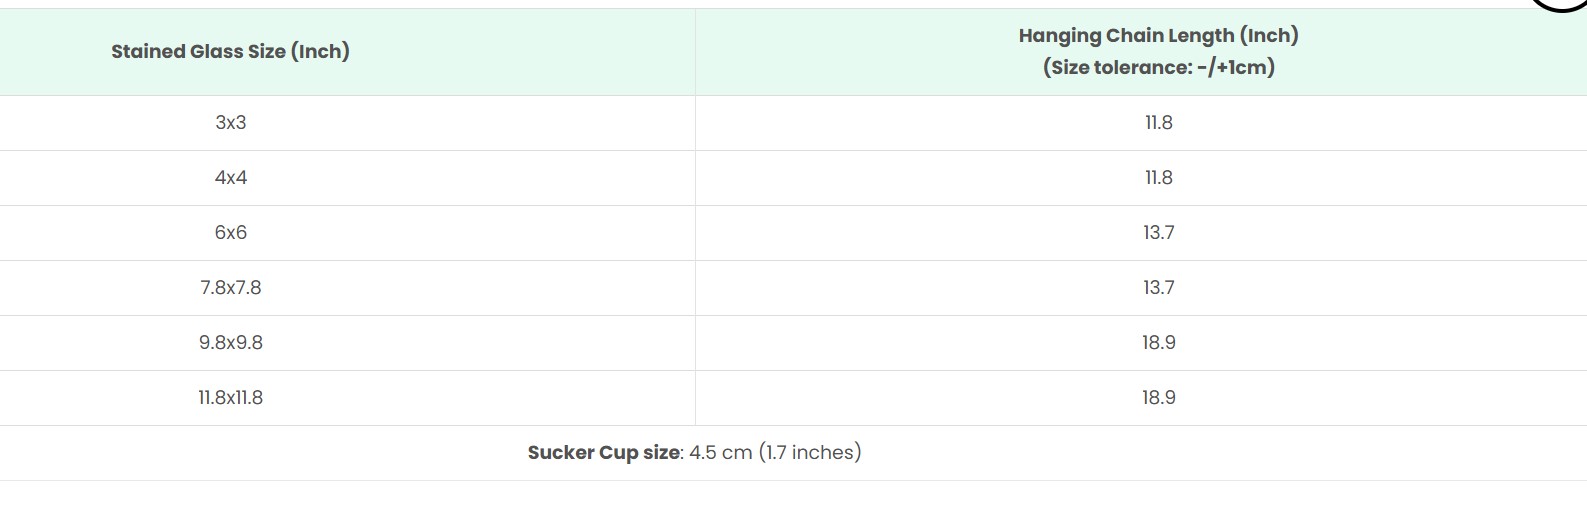 Stained Glass Size (Inch)
Hanging Chain Length (Inch)
(Size tolerance: -/+1cm)
3x3
11.8
4x4
11.8
6x6
13.7
7.8x7.8
13.7
9.8x9.8
18.9
11.8x11.8
18.9
Sucker Cup size: 4.5 cm (1.7 inches)